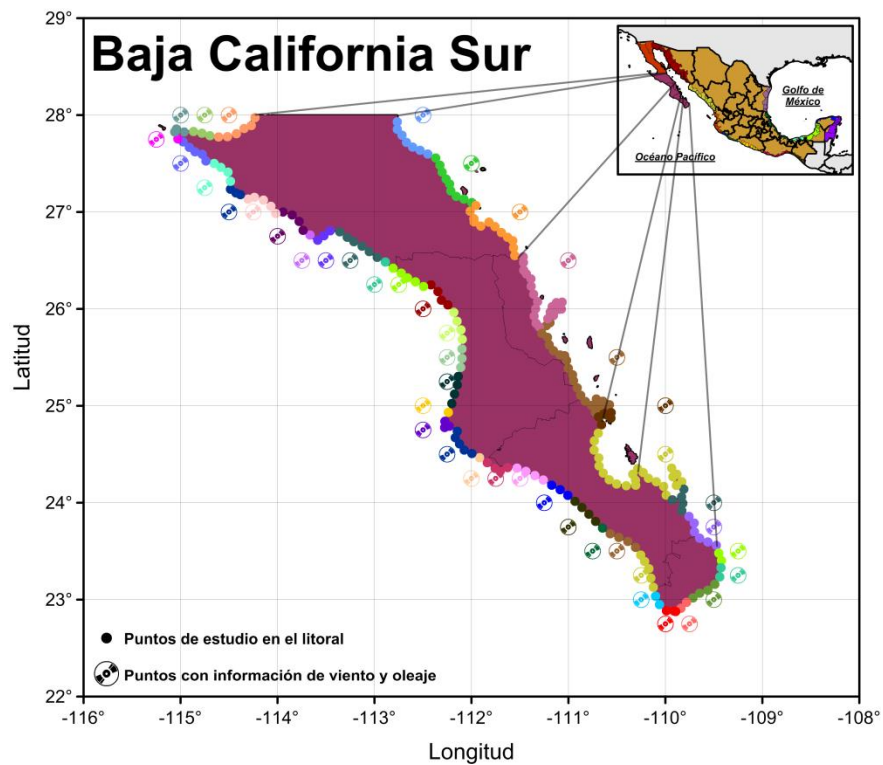 Baja California Sur
Golfo de
México
Océano Pacífico
29°
28°
27°
26°
25°
24°
23°
22°
Latitud
Puntos de estudio en el litoral
Puntos con información de viento y oleaje
-116° -115° -114° -113° -112° -111° -110° -109° -108°
Longitud